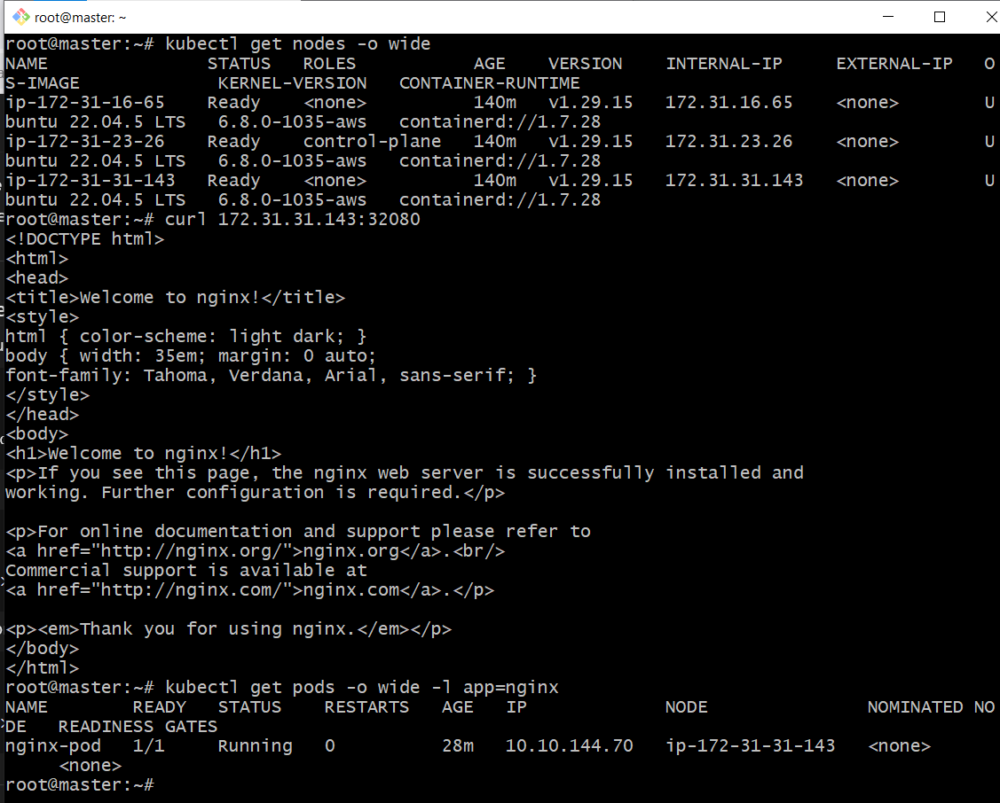 root@master: ~
root@master:~# kubectl get nodes -o wide
NAME               STATUS   ROLES           AGE    VERSION    INTERNAL-IP     EXTERNAL-IP   O
S-IMAGE             KERNEL-VERSION   CONTAINER-RUNTIME
ip-172-31-16-65    Ready    <none>          140m   v1.29.15   172.31.16.65    <none>        U
buntu 22.04.5 LTS   6.8.0-1035-aws   containerd://1.7.28
ip-172-31-23-26    Ready    control-plane   140m   v1.29.15   172.31.23.26    <none>        U
buntu 22.04.5 LTS   6.8.0-1035-aws   containerd://1.7.28
ip-172-31-31-143   Ready    <none>          140m   v1.29.15   172.31.31.143   <none>        U
buntu 22.04.5 LTS   6.8.0-1035-aws   containerd://1.7.28
root@master:~# curl 172.31.31.143:32080
<!DOCTYPE html>
<html>
<head>
<title>Welcome to nginx!</title>
<style>
html { color-scheme: light dark; }
body { width: 35em; margin: 0 auto;
font-family: Tahoma, Verdana, Arial, sans-serif; }
</style>
</head>
<body>
<h1>Welcome to nginx!</h1>
<p>If you see this page, the nginx web server is successfully installed and
working. Further configuration is required.</p>

<p>For online documentation and support please refer to
<a href="http://nginx.org/">nginx.org</a>.<br/>
Commercial support is available at
<a href="http://nginx.com/">nginx.com</a>.</p>

<p><em>Thank you for using nginx.</em></p>
</body>
</html>
root@master:~# kubectl get pods -o wide -l app=nginx
NAME        READY   STATUS    RESTARTS   AGE   IP             NODE               NOMINATED NO
DE   READINESS GATES
nginx-pod   1/1     Running   0          28m   10.10.144.70   ip-172-31-31-143   <none>
     <none>
root@master:~#